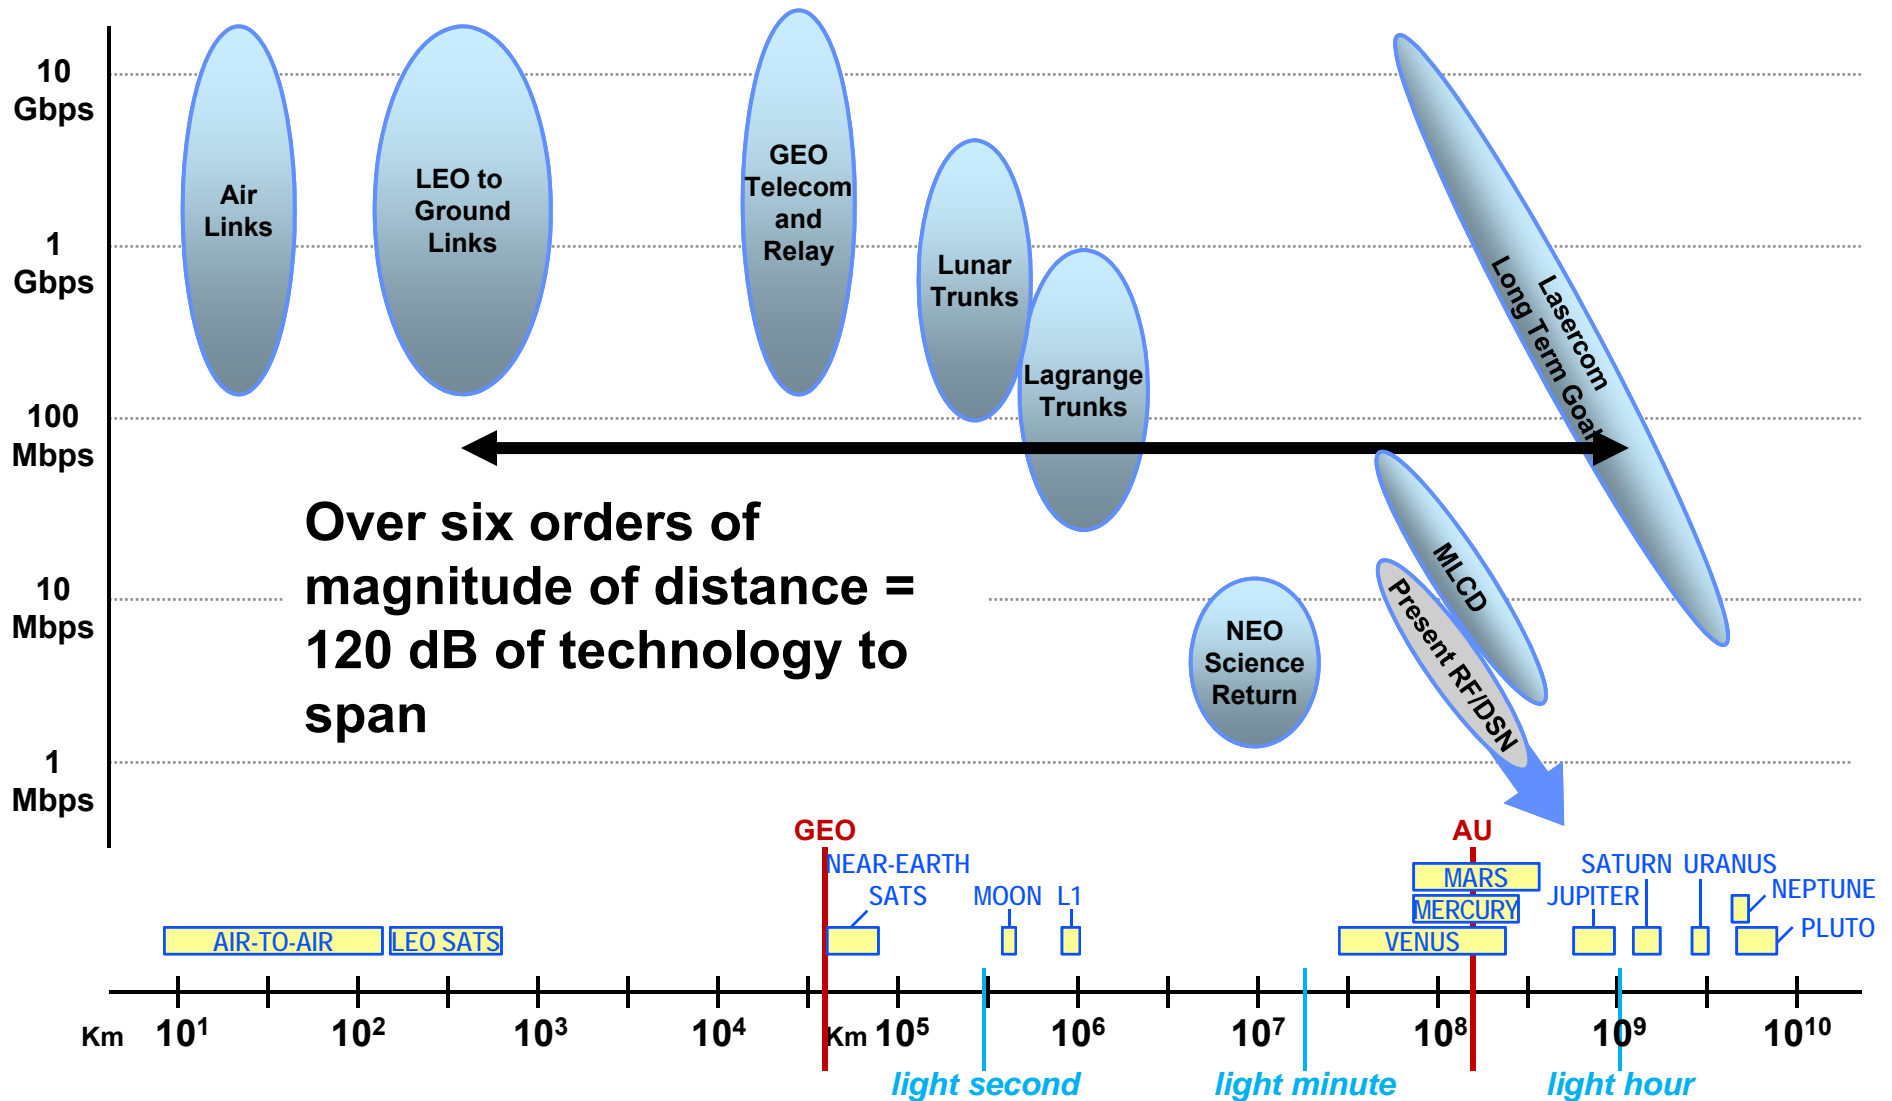 10
Gbps
1
Gbps
100
Mbps
10
Mbps
1
Mbps
Air
Links
LEO to
Ground
Links
GEO
Telecom
and
Relay
Lunar
Trunks
Lagrange
Trunks
NEO
Science
Return
Lasercom
Long Term Goal
MLCD
Present RF/DSN
Over six orders of
magnitude of distance =
120 dB of technology to
span
GEO
AU
NEAR-EARTH
SATS
MOON
L1
MARS
MERCURY
VENUS
JUPITER
SATURN
URANUS
NEPTUNE
PLUTO
AIR-TO-AIR
LEO SATS
Km 10¹ 10² 10³ 10⁴ Km 10⁵ 10⁶ 10⁷ 10⁸ 10⁹ 10¹⁰
light second
light minute
light hour